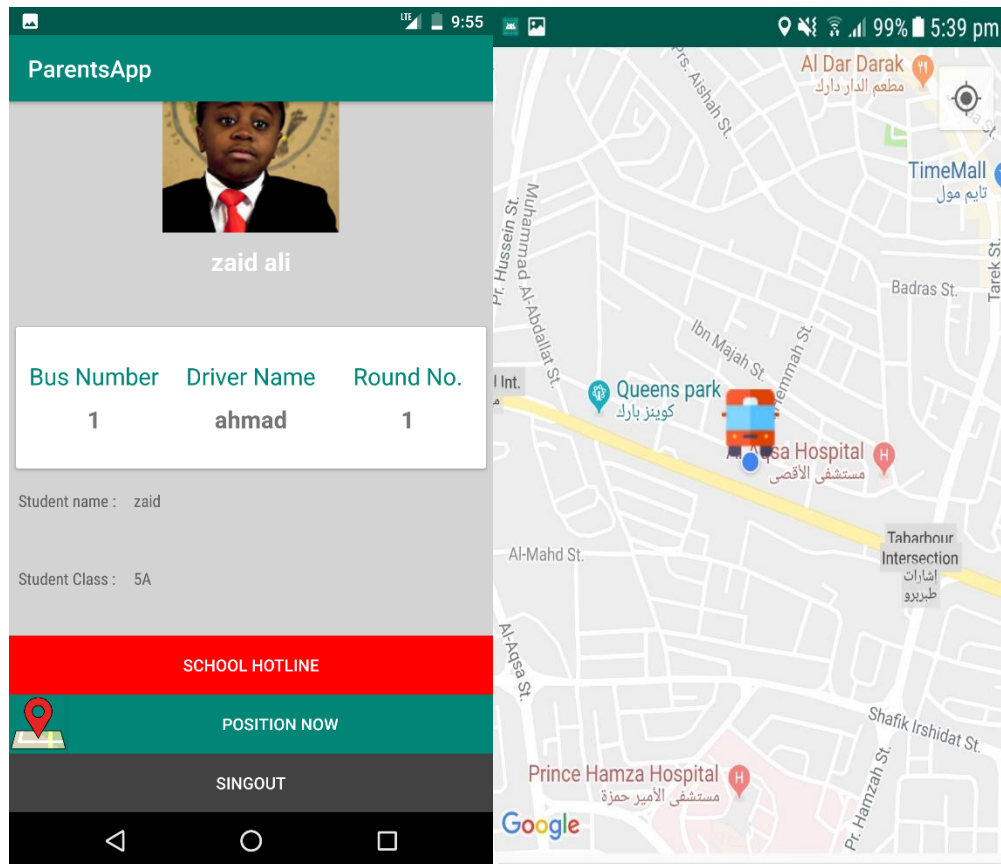 LTE 9:55
ParentsApp
zaid ali
Bus Number Driver Name Round No.
1 ahmad 1
Student name : zaid
Student Class : 5A
SCHOOL HOTLINE
POSITION NOW
SINGOUT
99% 5:39 pm
Prs. Aishah St.
Al Dar Darak
مطعم الدار دارك
TimeMall
تايم مول
Pr. Hussein St.
Muhammad Al-Abdallat St.
Tarek St.
Badras St.
Ibn Majah St.
Hemmah St.
Int.
Queens park
كوينز بارك
Al-Aqsa Hospital
مستشفى الأقصى
H
Al-Mahd St.
Tabarbour
Intersection
اشارات
طبربرو
Al-Aqsa St.
Shafik Irshidat St.
Prince Hamza Hospital
مستشفى الأمير حمزة
H
Pr. Hamzah St.
Google